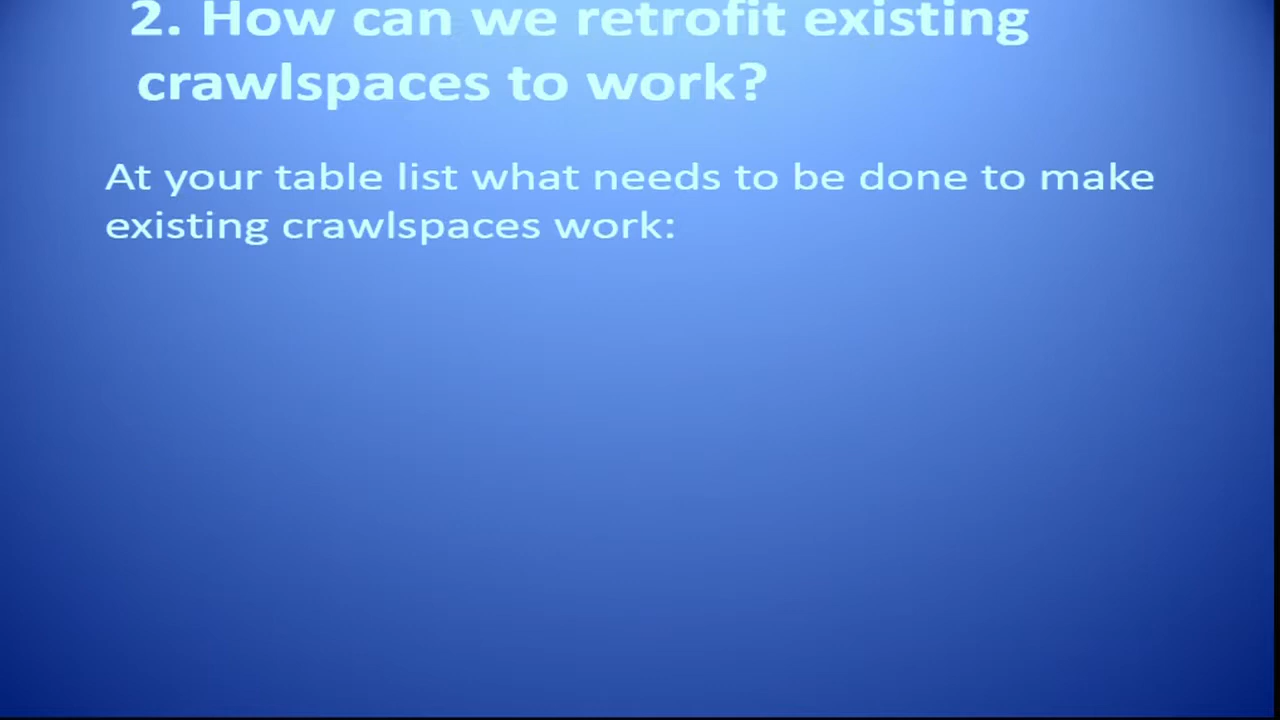 2. How can we retrofit existing
crawlspaces to work?
At your table list what needs to be done to make
existing crawlspaces work: